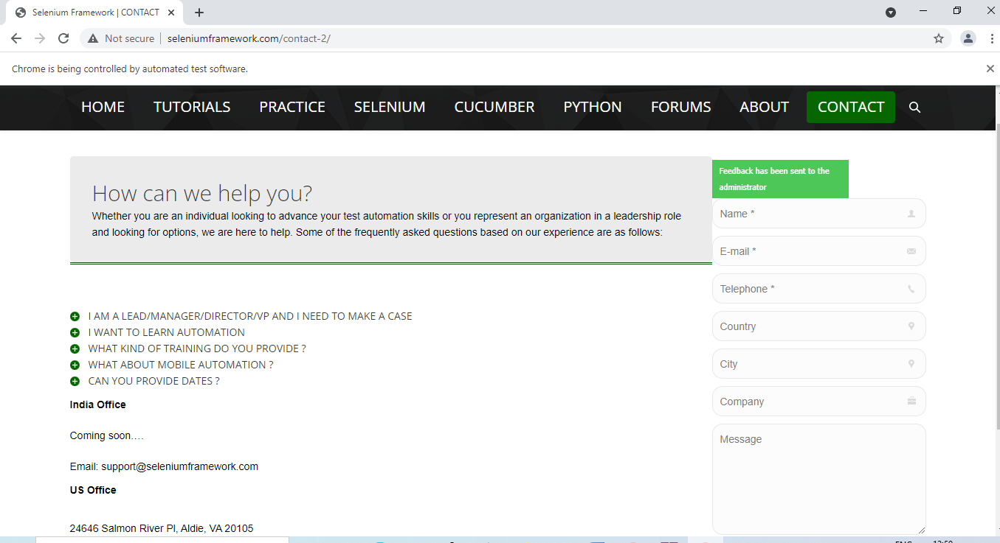 Selenium Framework | CONTACT
Not secure
seleniumframework.com/contact-2/
Chrome is being controlled by automated test software.
HOME TUTORIALS PRACTICE SELENIUM CUCUMBER PYTHON FORUMS ABOUT CONTACT
How can we help you?
Whether you are an individual looking to advance your test automation skills or you represent an organization in a leadership role
and looking for options, we are here to help. Some of the frequently asked questions based on our experience are as follows:
I AM A LEAD/MANAGER/DIRECTOR/VP AND I NEED TO MAKE A CASE
I WANT TO LEARN AUTOMATION
WHAT KIND OF TRAINING DO YOU PROVIDE ?
WHAT ABOUT MOBILE AUTOMATION ?
CAN YOU PROVIDE DATES ?
India Office
Coming soon….
Email: support@seleniumframework.com
US Office
24646 Salmon River Pl, Aldie, VA 20105
Feedback has been sent to the
administrator
Name *
E-mail *
Telephone *
Country
City
Company
Message